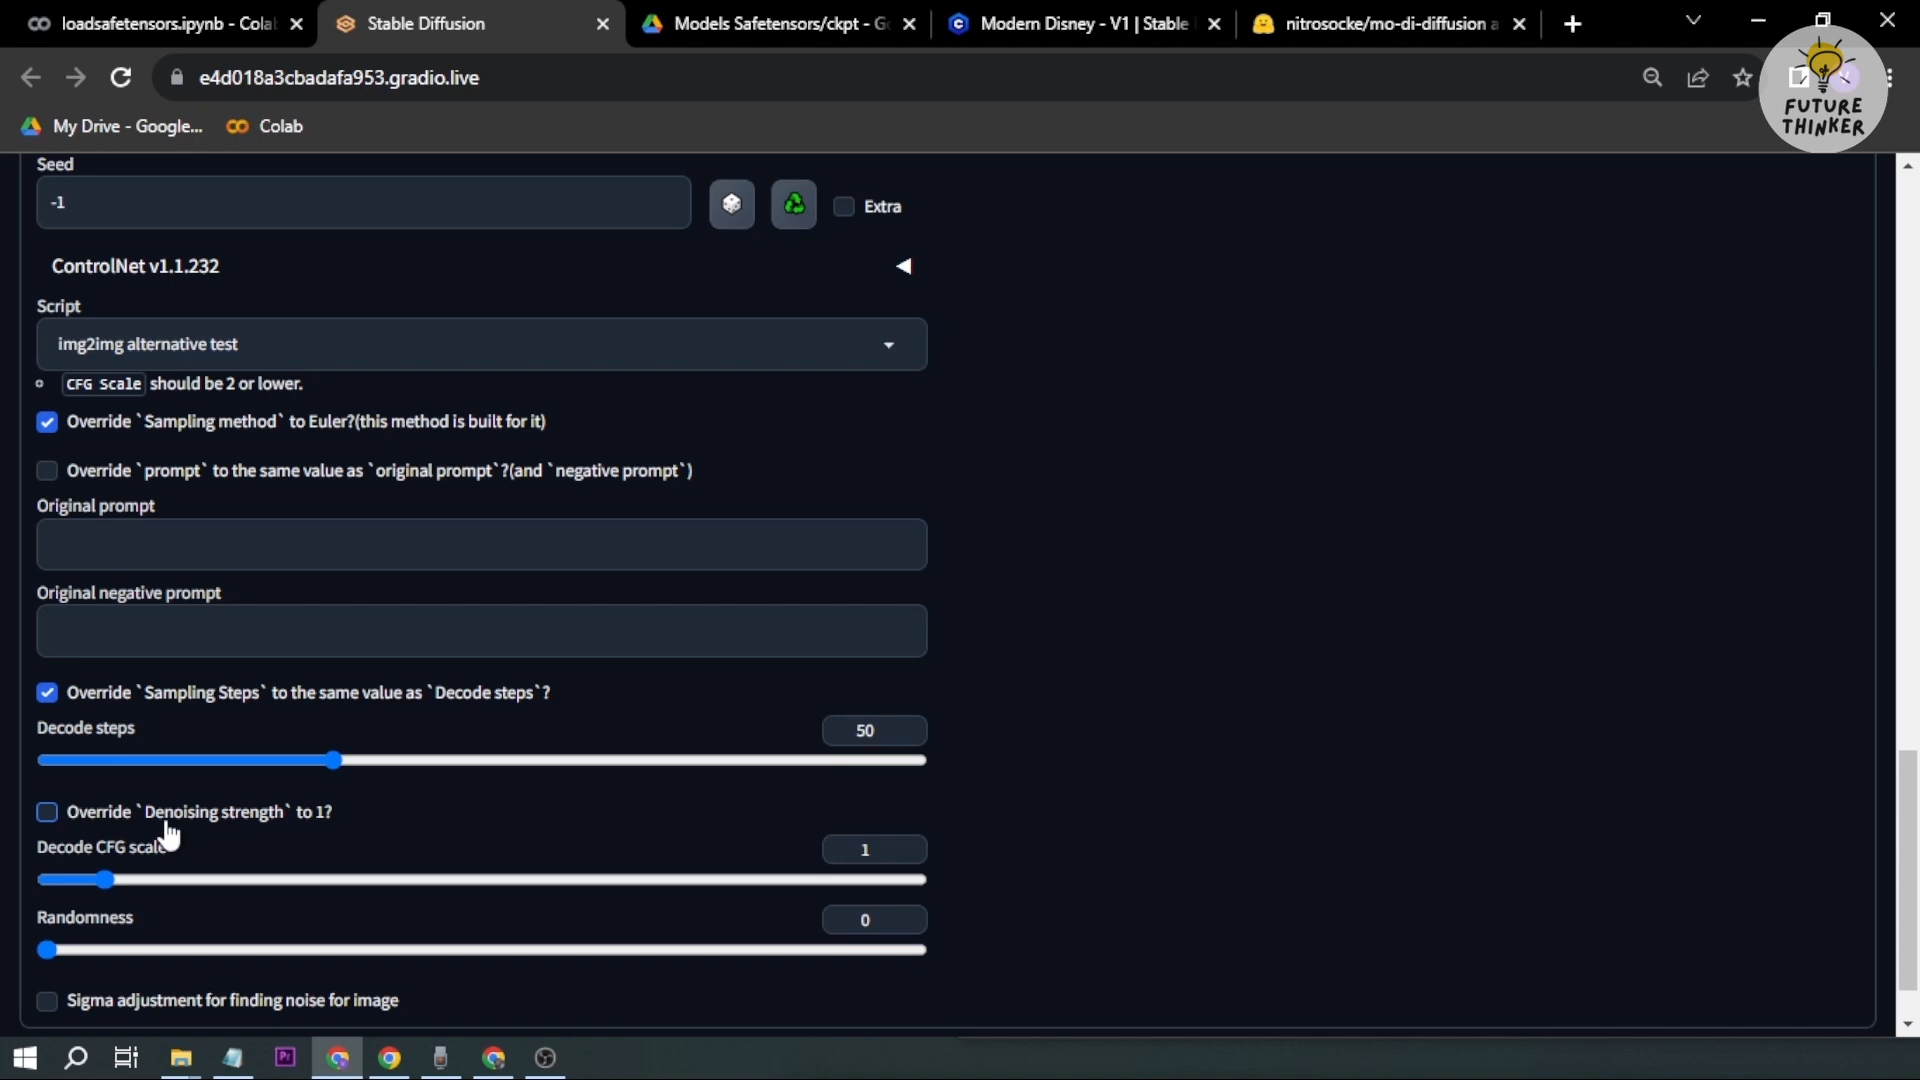 loadsafetensors.ipynb - Cola
Stable Diffusion
Models Safetensors/ckpt - G
Modern Disney - V1 | Stable
nitrosocke/mo-di-diffusion a
e4d018a3cbadafa953.gradio.live
My Drive - Google...
Colab
FUTURE
THINKER
Seed
-1
Extra
ControlNet v1.1.232
Script
img2img alternative test
CFG Scale should be 2 or lower.
Override `Sampling method` to Euler?(this method is built for it)
Override `prompt` to the same value as `original prompt`?(and `negative prompt`)
Original prompt
Original negative prompt
Override `Sampling Steps` to the same value as `Decode steps`?
Decode steps
50
Override `Denoising strength` to 1?
Decode CFG scale
1
Randomness
0
Sigma adjustment for finding noise for image
Pr